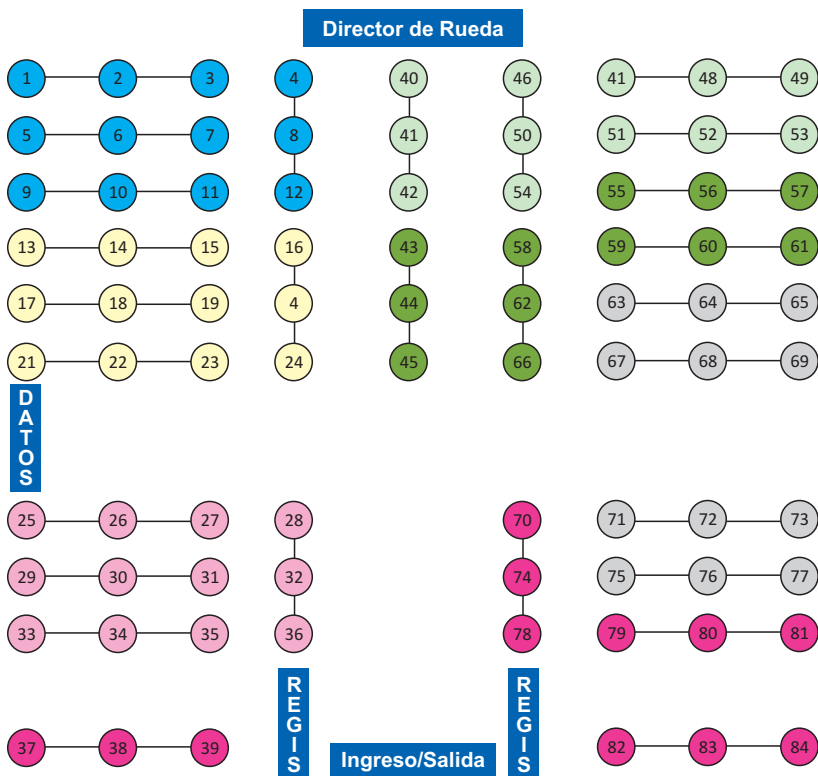 Director de Rueda
1 2 3 4 40 46 41 48 49
5 6 7 8 41 50 51 52 53
9 10 11 12 42 54 55 56 57
13 14 15 16 43 58 59 60 61
17 18 19 4 44 62 63 64 65
21 22 23 24 45 66 67 68 69
DATOS
25 26 27 28 70 71 72 73
29 30 31 32 74 75 76 77
33 34 35 36 78 79 80 81
REGIS
REGIS
37 38 39 82 83 84
Ingreso/Salida